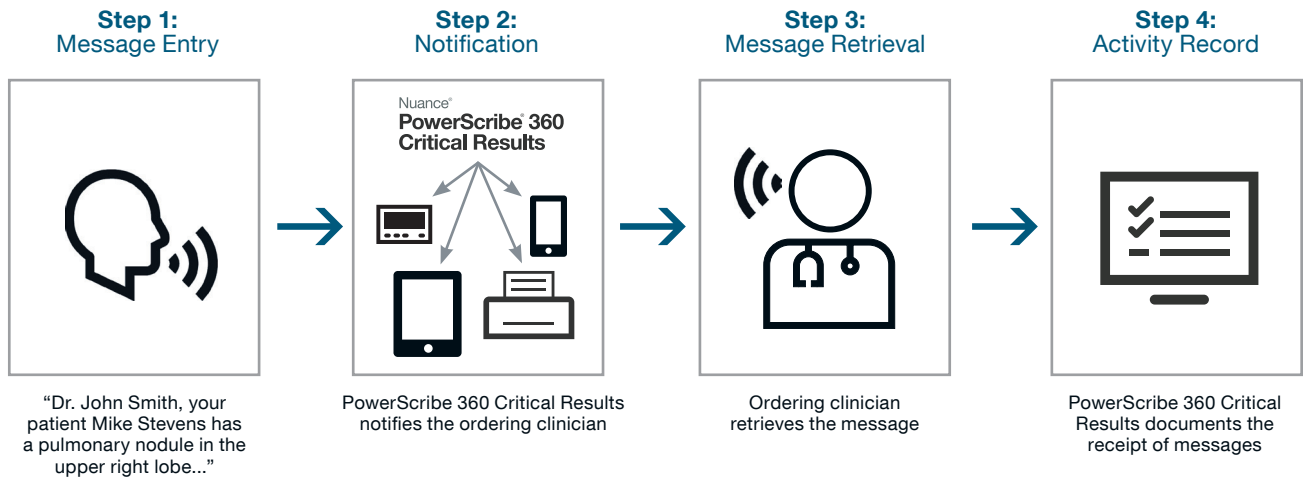 Step 1:
Message Entry
Step 2:
Notification
Step 3:
Message Retrieval
Step 4:
Activity Record
Nuance®
PowerScribe® 360
Critical Results
“Dr. John Smith, your
patient Mike Stevens has
a pulmonary nodule in the
upper right lobe...”
PowerScribe 360 Critical Results
notifies the ordering clinician
Ordering clinician
retrieves the message
PowerScribe 360 Critical
Results documents the
receipt of messages